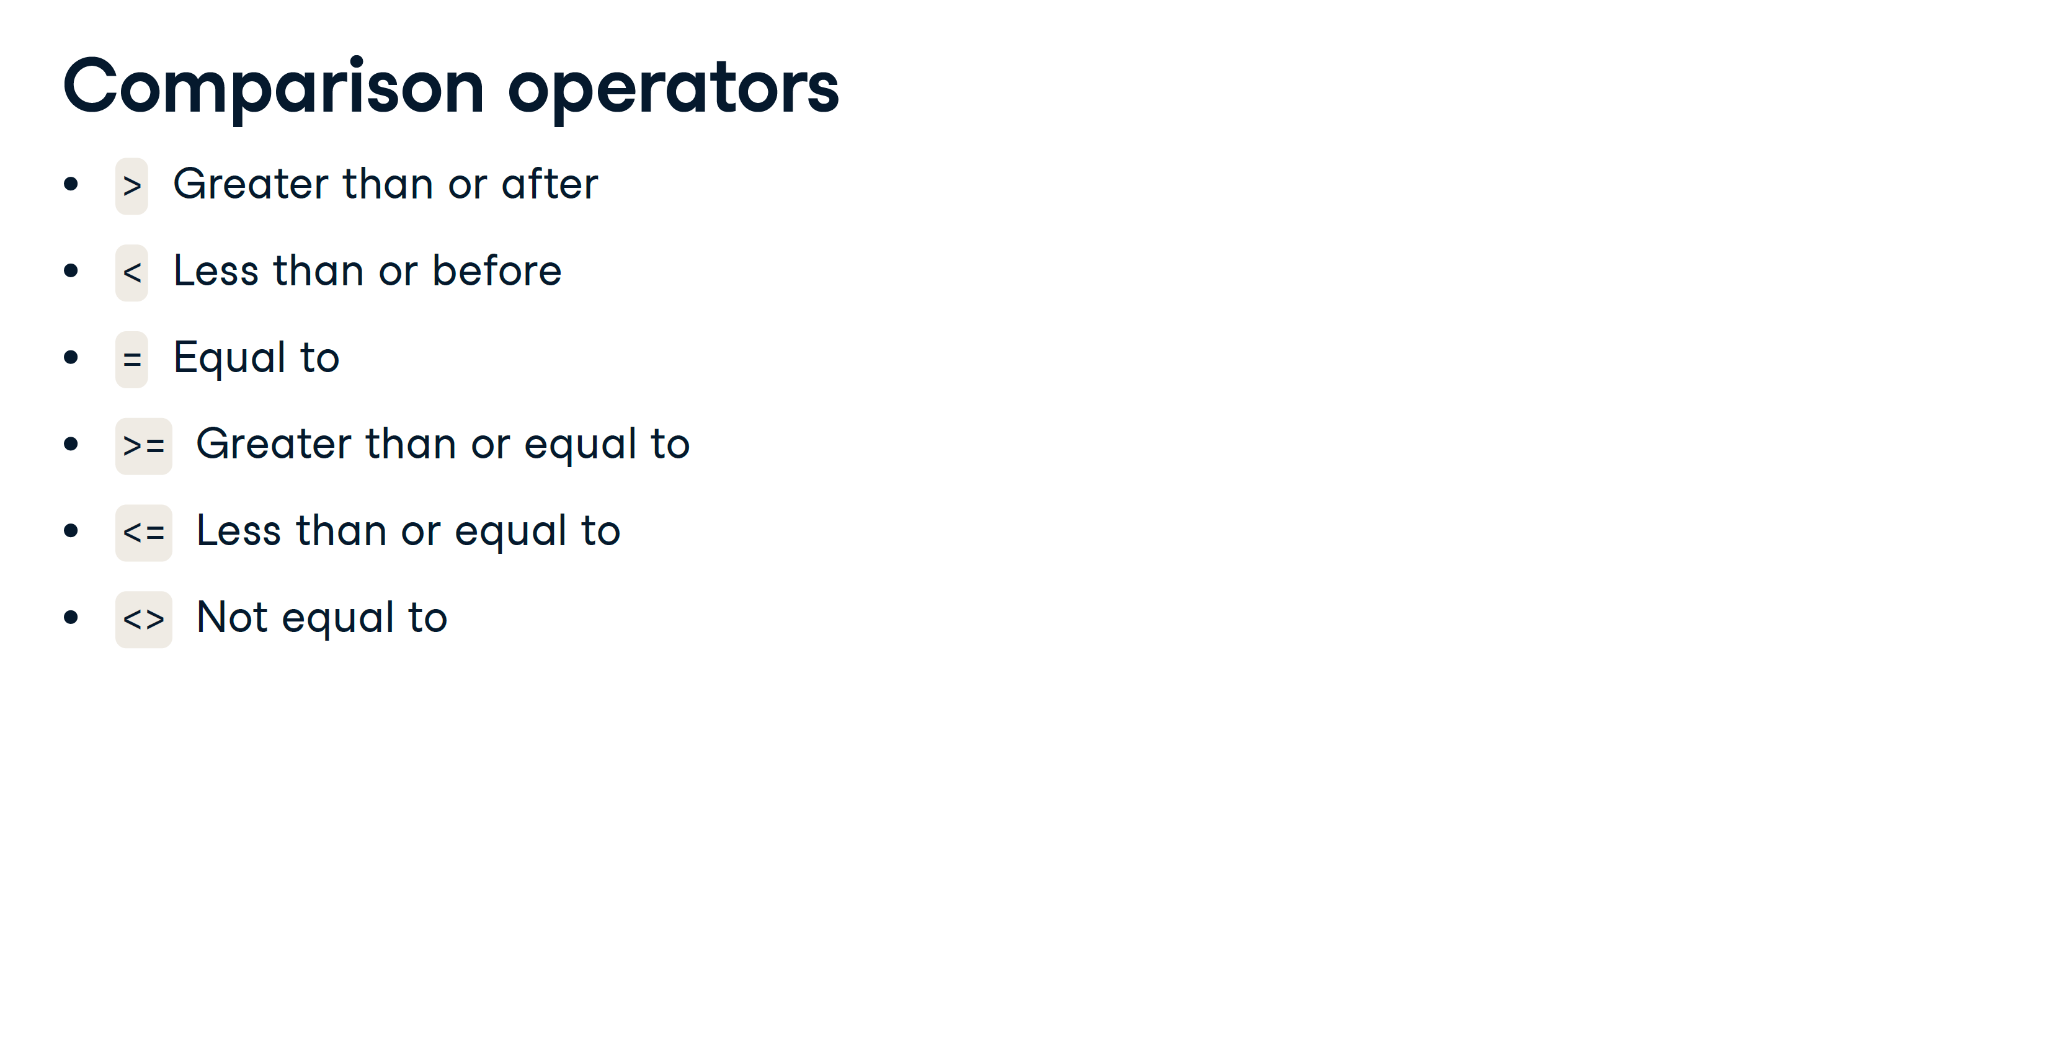 Comparison operators
• > Greater than or after
• < Less than or before
• = Equal to
• >= Greater than or equal to
• <= Less than or equal to
• <> Not equal to